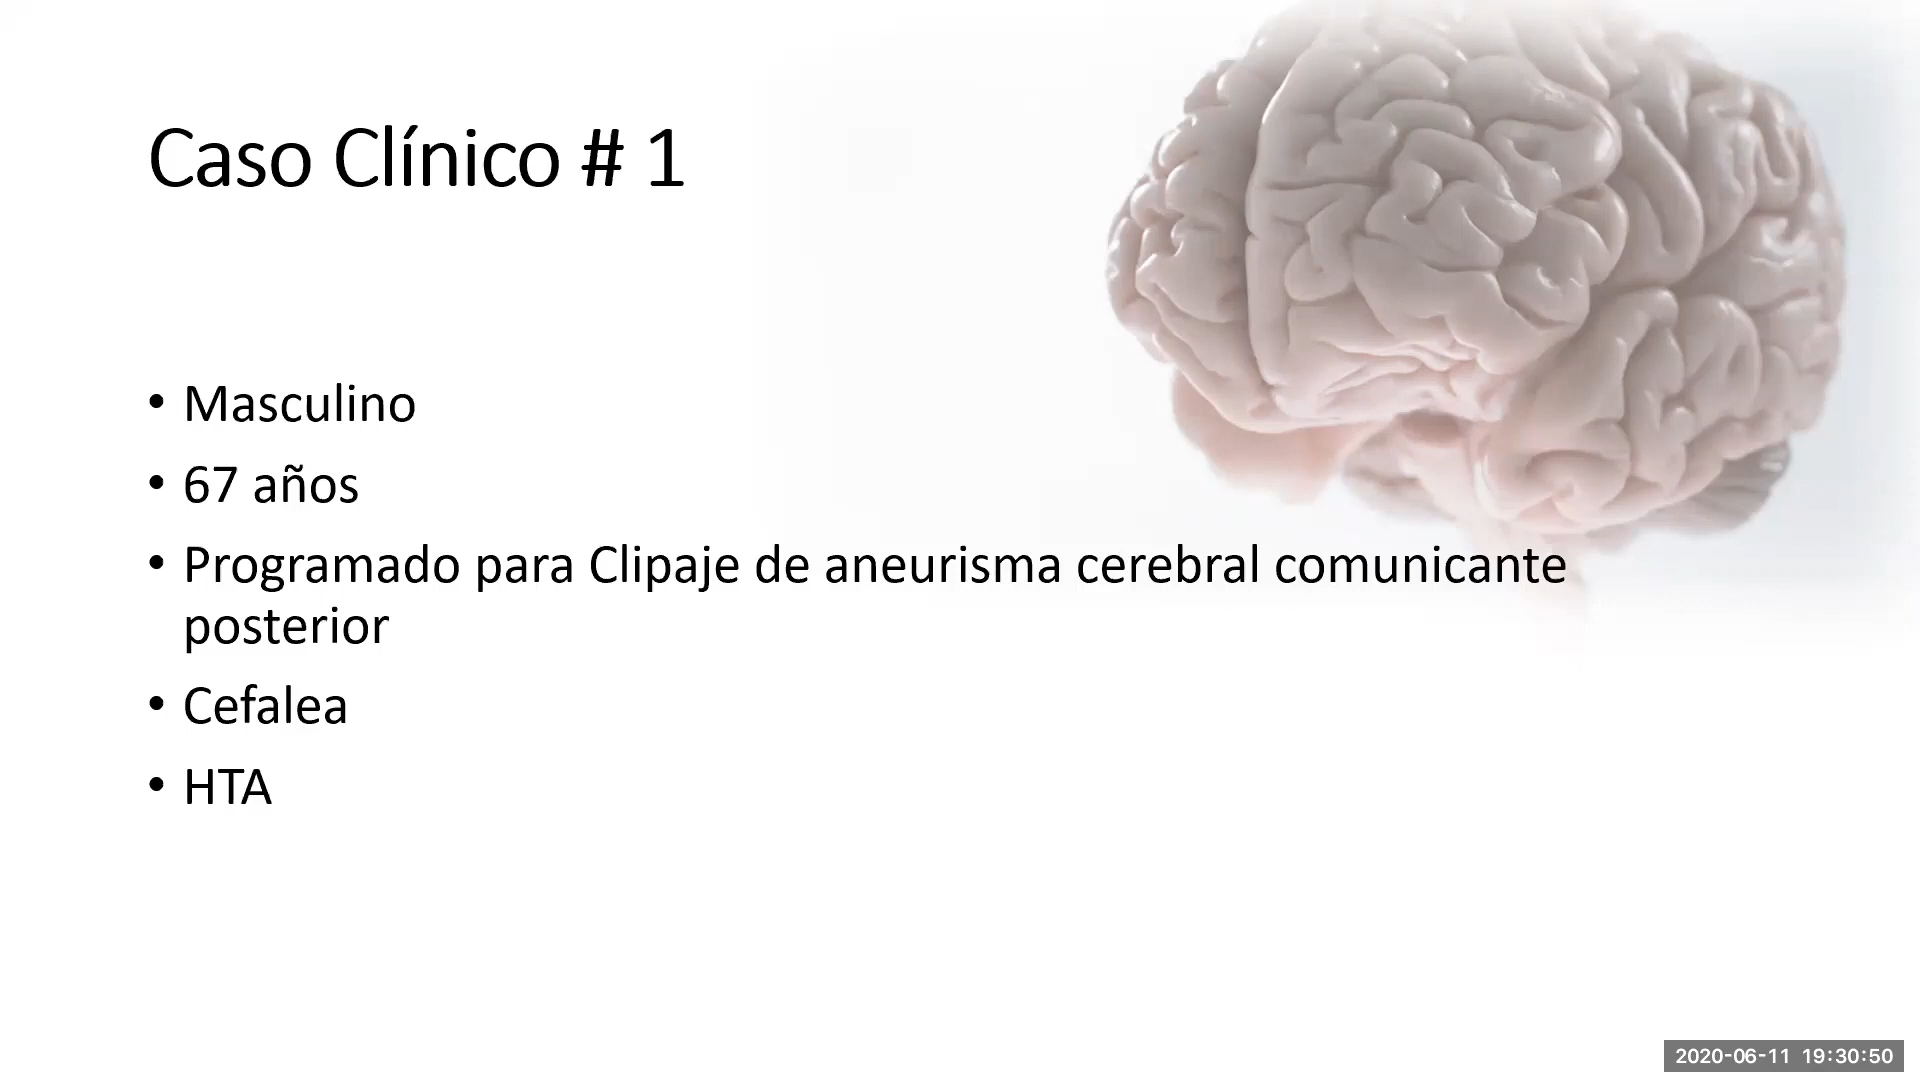 Caso Clínico # 1
• Masculino
• 67 años
• Programado para Clipaje de aneurisma cerebral comunicante
posterior
• Cefalea
• HTA
2020-06-11 19:30:50